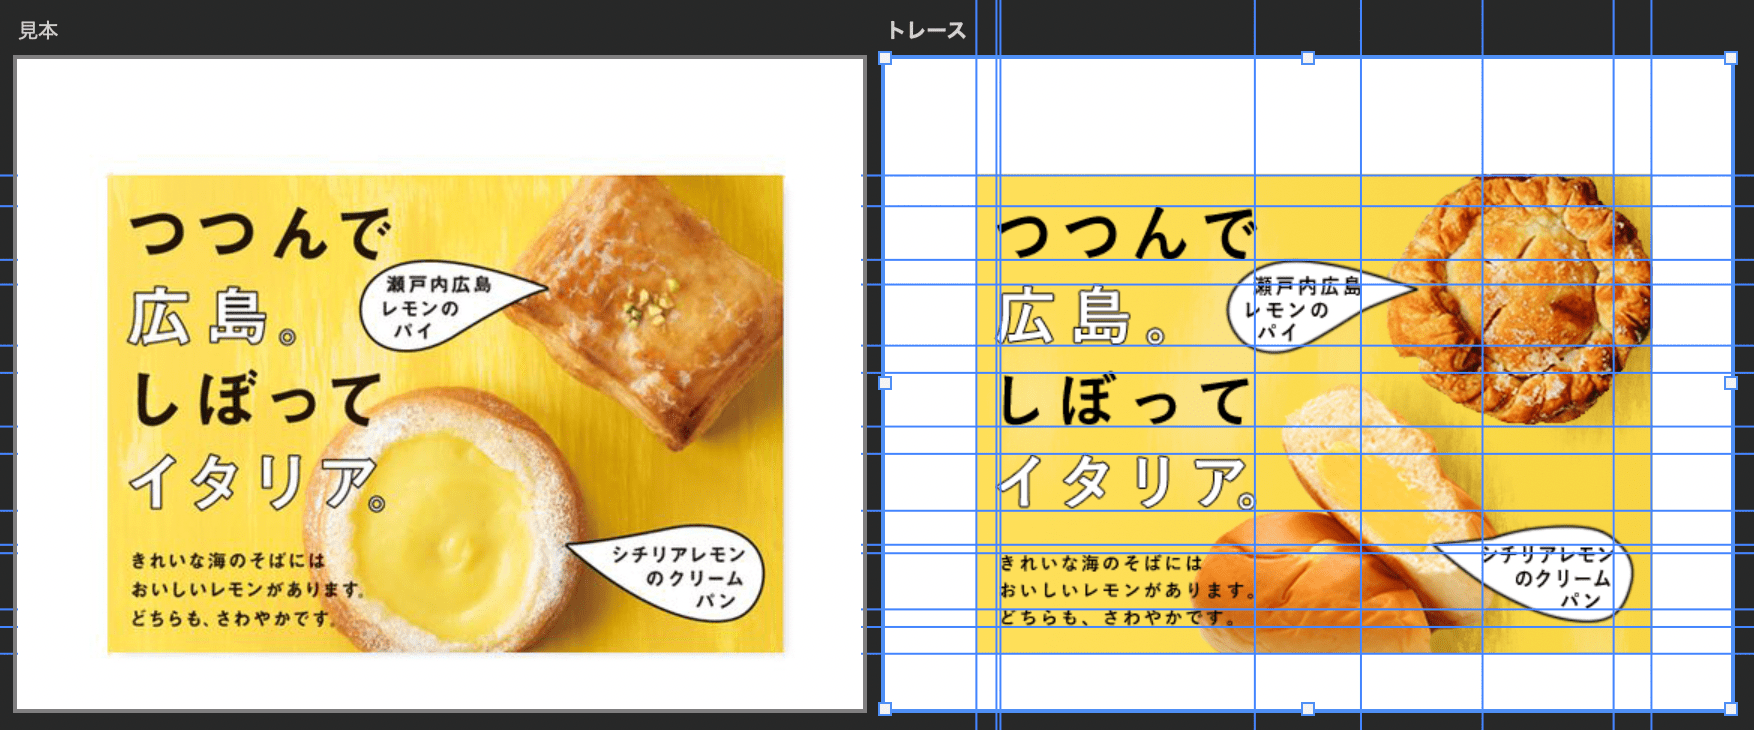 見本
つつんで
広島。
しぼって
イタリア。
瀬戸内広島
レモンの
パイ
きれいな海のそばには
おいしいレモンがあります。
どちらも、さわやかです。
シチリアレモン
のクリーム
パン
トレース
つつんで
広島。
しぼって
イタリア。
瀬戸内広島
レモンの
パイ
きれいな海のそばには
おいしいレモンがあります。
どちらも、さわやかです。
シチリアレモン
のクリーム
パン